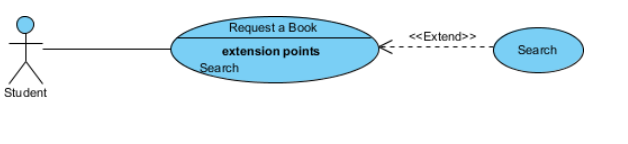 Request a Book
extension points
Search
<<Extend>>
Search
Student